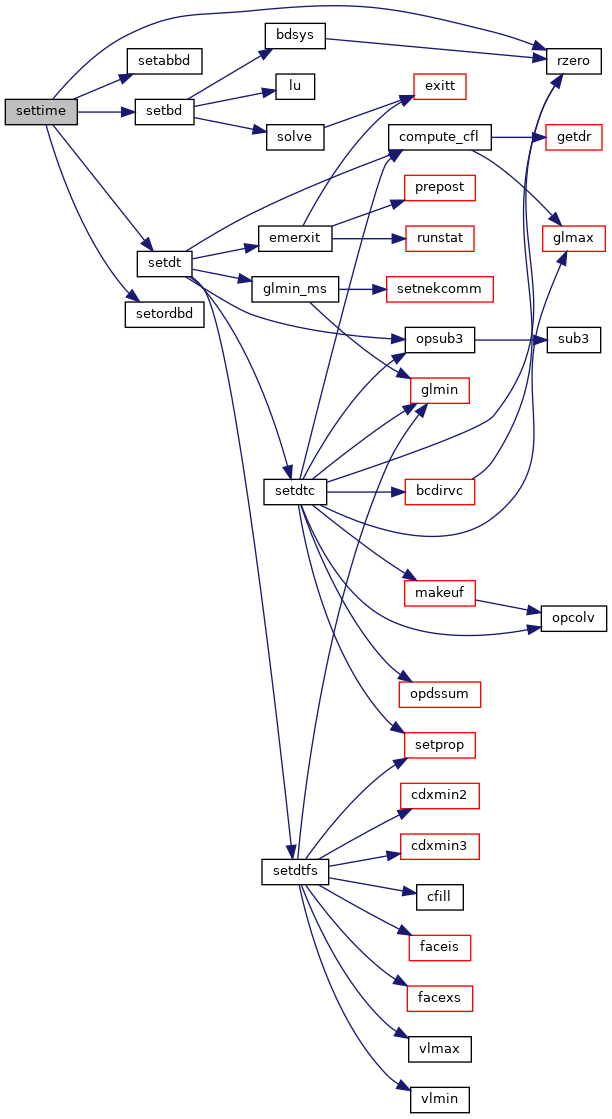 bdsys
rzero
setabbd
lu
exitt
settime
setbd
solve
compute_cfl
getdr
prepost
emerxit
runstat
glmax
setdt
glmin_ms
setnekcomm
setordbd
opsub3
sub3
glmin
setdtc
bcdirvc
makeuf
opcolv
opdssum
setprop
cdxmin2
cdxmin3
setdtfs
cfill
faceis
facexs
vlmax
vlmin